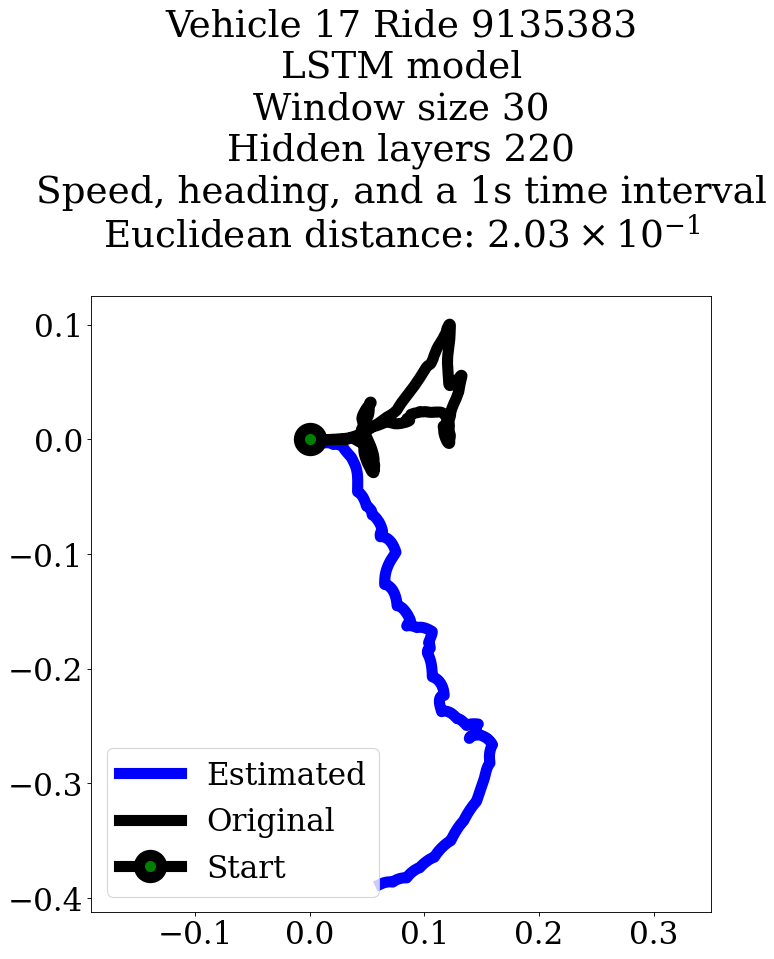 Vehicle 17 Ride 9135383
LSTM model
Window size 30
Hidden layers 220
Speed, heading, and a 1s time interval
Euclidean distance: 2.03 × 10⁻¹
0.1
0.0
−0.1
−0.2
−0.3
−0.4
Estimated
Original
Start
−0.1 0.0 0.1 0.2 0.3